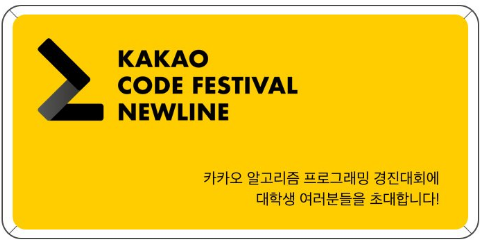 KAKAO
CODE FESTIVAL
NEWLINE
카카오 알고리즘 프로그래밍 경진대회에
대학생 여러분들을 초대합니다!